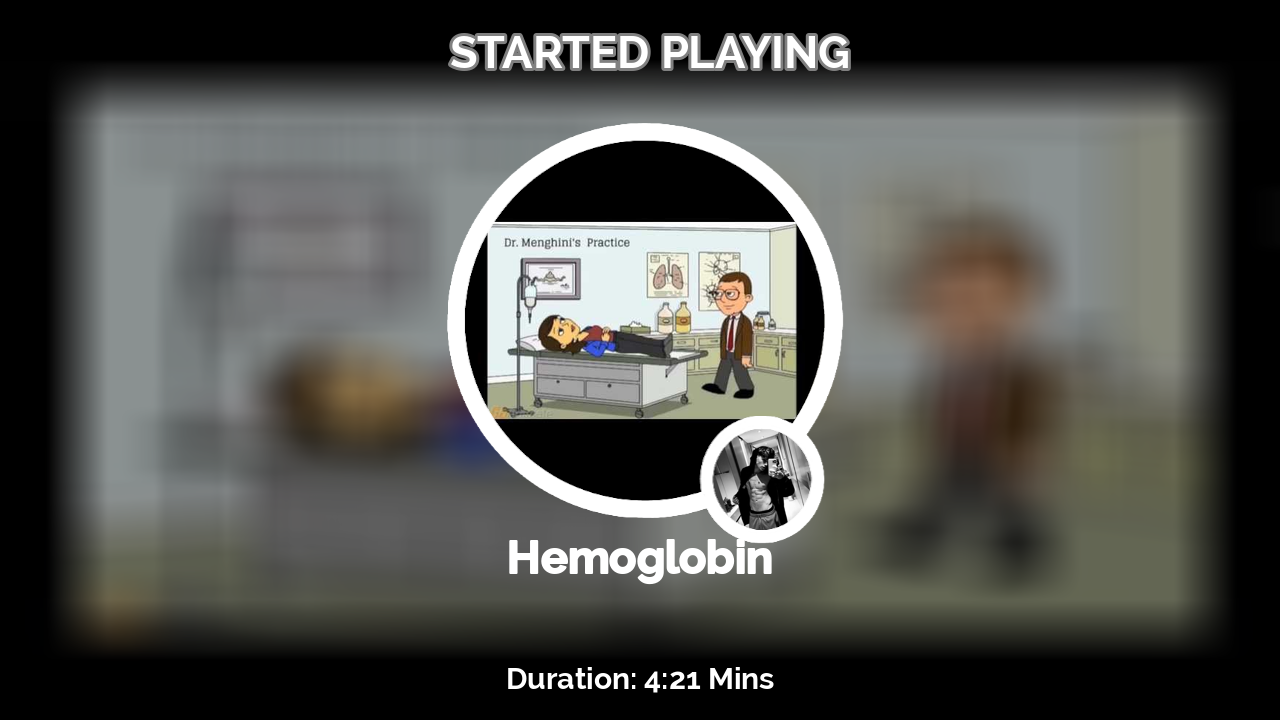 STARTED PLAYING
Dr. Menghini's Practice
Hemoglobin
Duration: 4:21 Mins